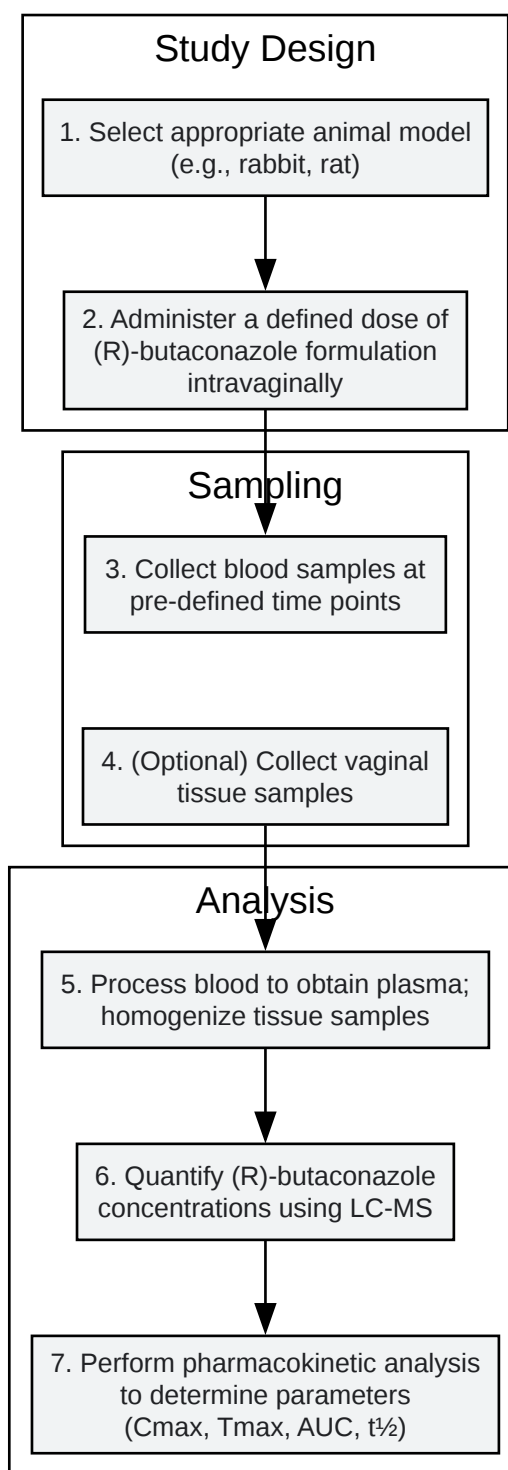 Study Design
1. Select appropriate animal model
(e.g., rabbit, rat)
2. Administer a defined dose of
(R)-butaconazole formulation
intravaginally
Sampling
3. Collect blood samples at
pre-defined time points
4. (Optional) Collect vaginal
tissue samples
Analysis
5. Process blood to obtain plasma;
homogenize tissue samples
6. Quantify (R)-butaconazole
concentrations using LC-MS
7. Perform pharmacokinetic analysis
to determine parameters
(Cmax, Tmax, AUC, t½)